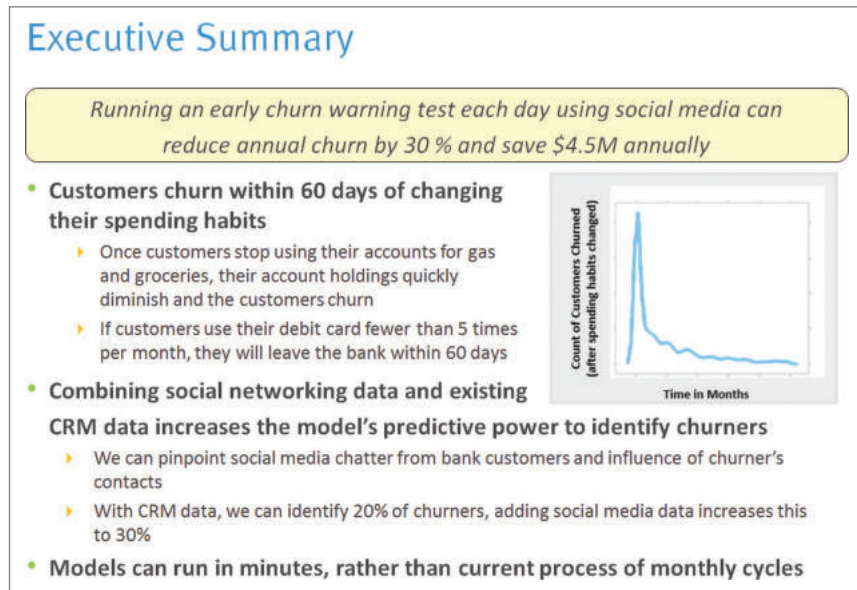 Executive Summary
Running an early churn warning test each day using social media can
reduce annual churn by 30 % and save $4.5M annually
• Customers churn within 60 days of changing
their spending habits
Once customers stop using their accounts for gas
and groceries, their account holdings quickly
diminish and the customers churn
If customers use their debit card fewer than 5 times
per month, they will leave the bank within 60 days
Count of Customers Churned
(after spending habits changed)
Time in Months
• Combining social networking data and existing
CRM data increases the model's predictive power to identify churners
We can pinpoint social media chatter from bank customers and influence of churner's
contacts
With CRM data, we can identify 20% of churners, adding social media data increases this
to 30%
• Models can run in minutes, rather than current process of monthly cycles